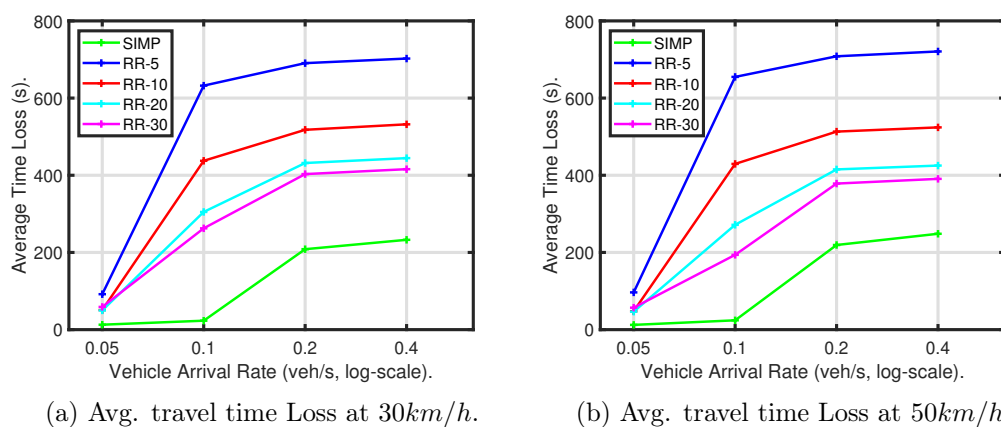 800
600
400
200
0
Average Time Loss (s).
SIMP
RR-5
RR-10
RR-20
RR-30
0.05 0.1 0.2 0.4
Vehicle Arrival Rate (veh/s, log-scale).
(a) Avg. travel time Loss at 30km/h.
800
600
400
200
0
Average Time Loss (s).
SIMP
RR-5
RR-10
RR-20
RR-30
0.05 0.1 0.2 0.4
Vehicle Arrival Rate (veh/s, log-scale).
(b) Avg. travel time Loss at 50km/h